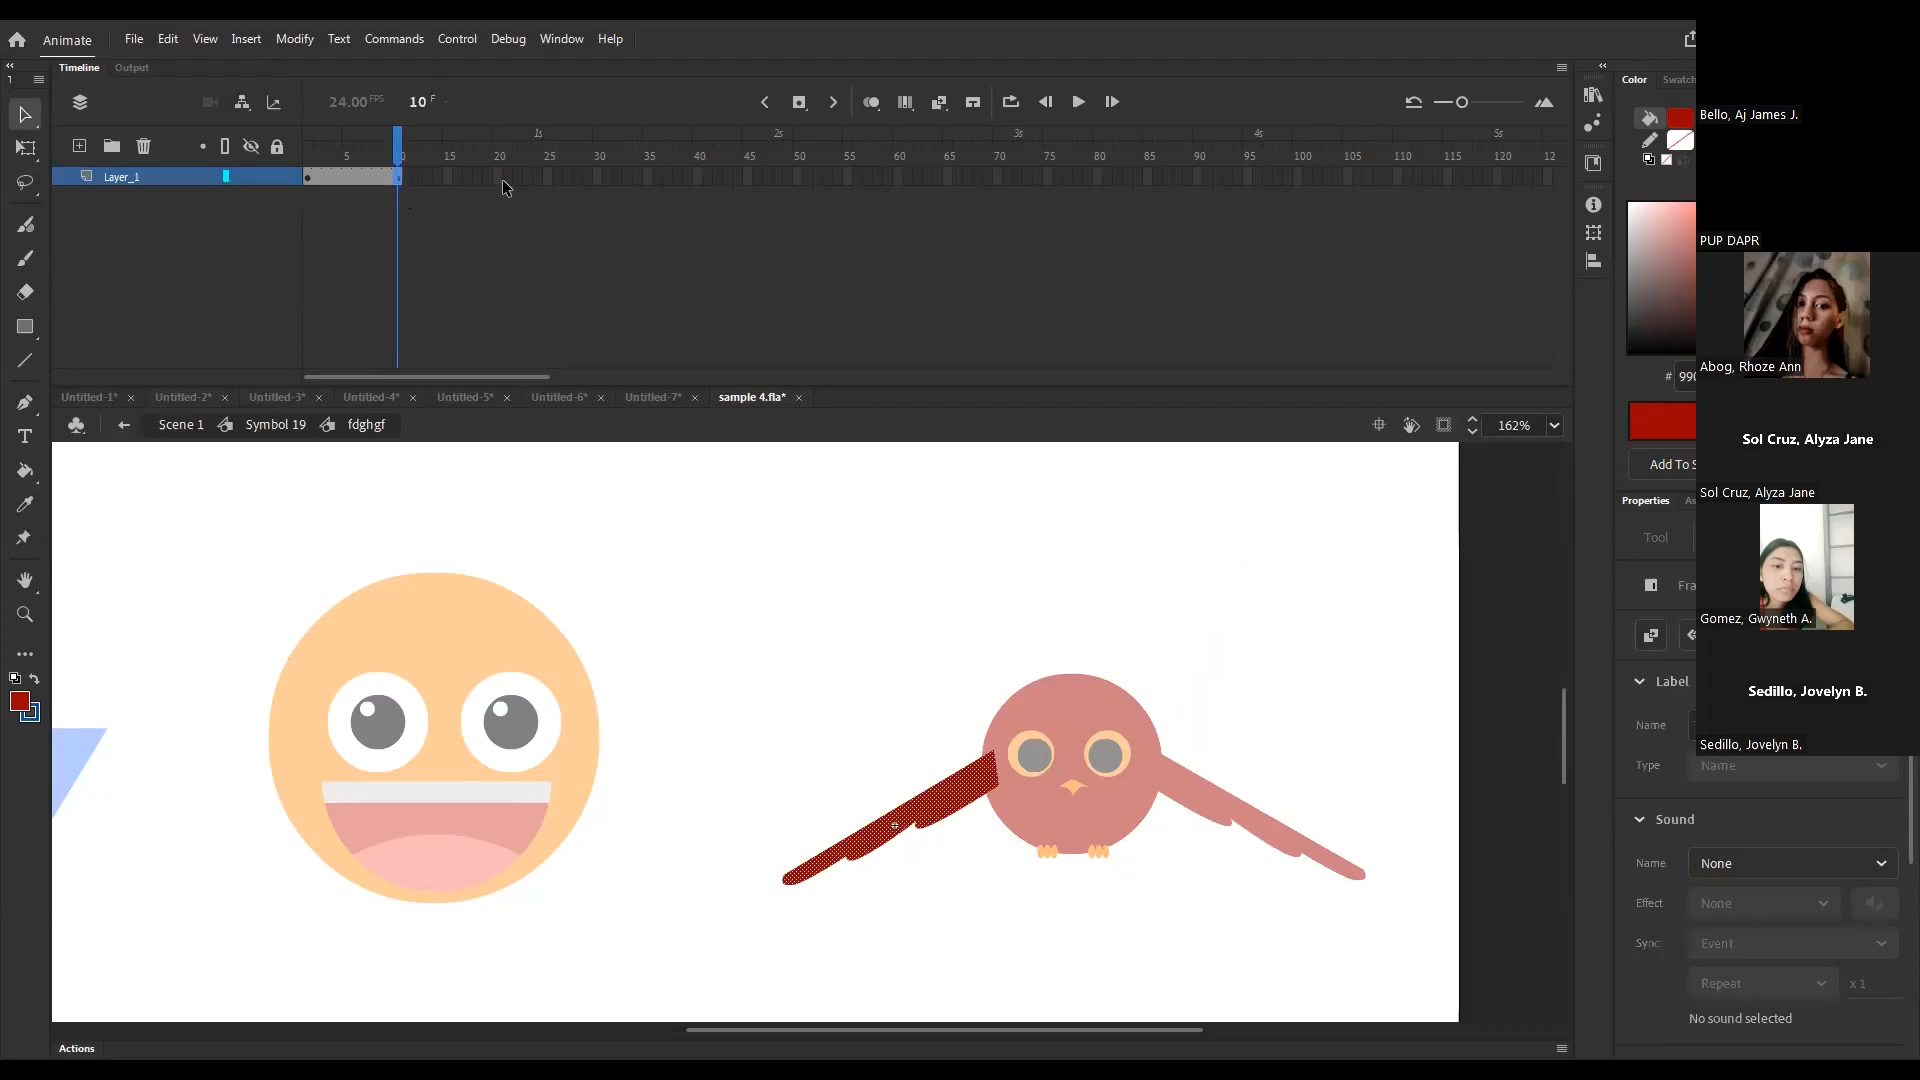 Animate File Edit View Insert Modify Text Commands Control Debug Window Help
Timeline Output
Color Swatch
24.00 FPS 10 F
Bello, Aj James J.
1s 2s 3s 4s 5s
5 15 20 25 30 35 40 45 50 55 60 65 70 75 80 85 90 95 100 105 110 115 120 12
Layer_1
PUP DAPR
Abog, Rhoze Ann
# 990
Untitled-1* Untitled-2* Untitled-3* Untitled-4* Untitled-5* Untitled-6* Untitled-7* sample 4.fla*
Scene 1 Symbol 19 fdghgf 162%
Sol Cruz, Alyza Jane
Add To S
Sol Cruz, Alyza Jane
Properties As
Tool
Fra
Gomez, Gwyneth A.
Label
Sedillo, Jovelyn B.
Name
Sedillo, Jovelyn B.
Type Name
Sound
Name None
Effect None
Sync Event
Repeat x 1
No sound selected
Actions